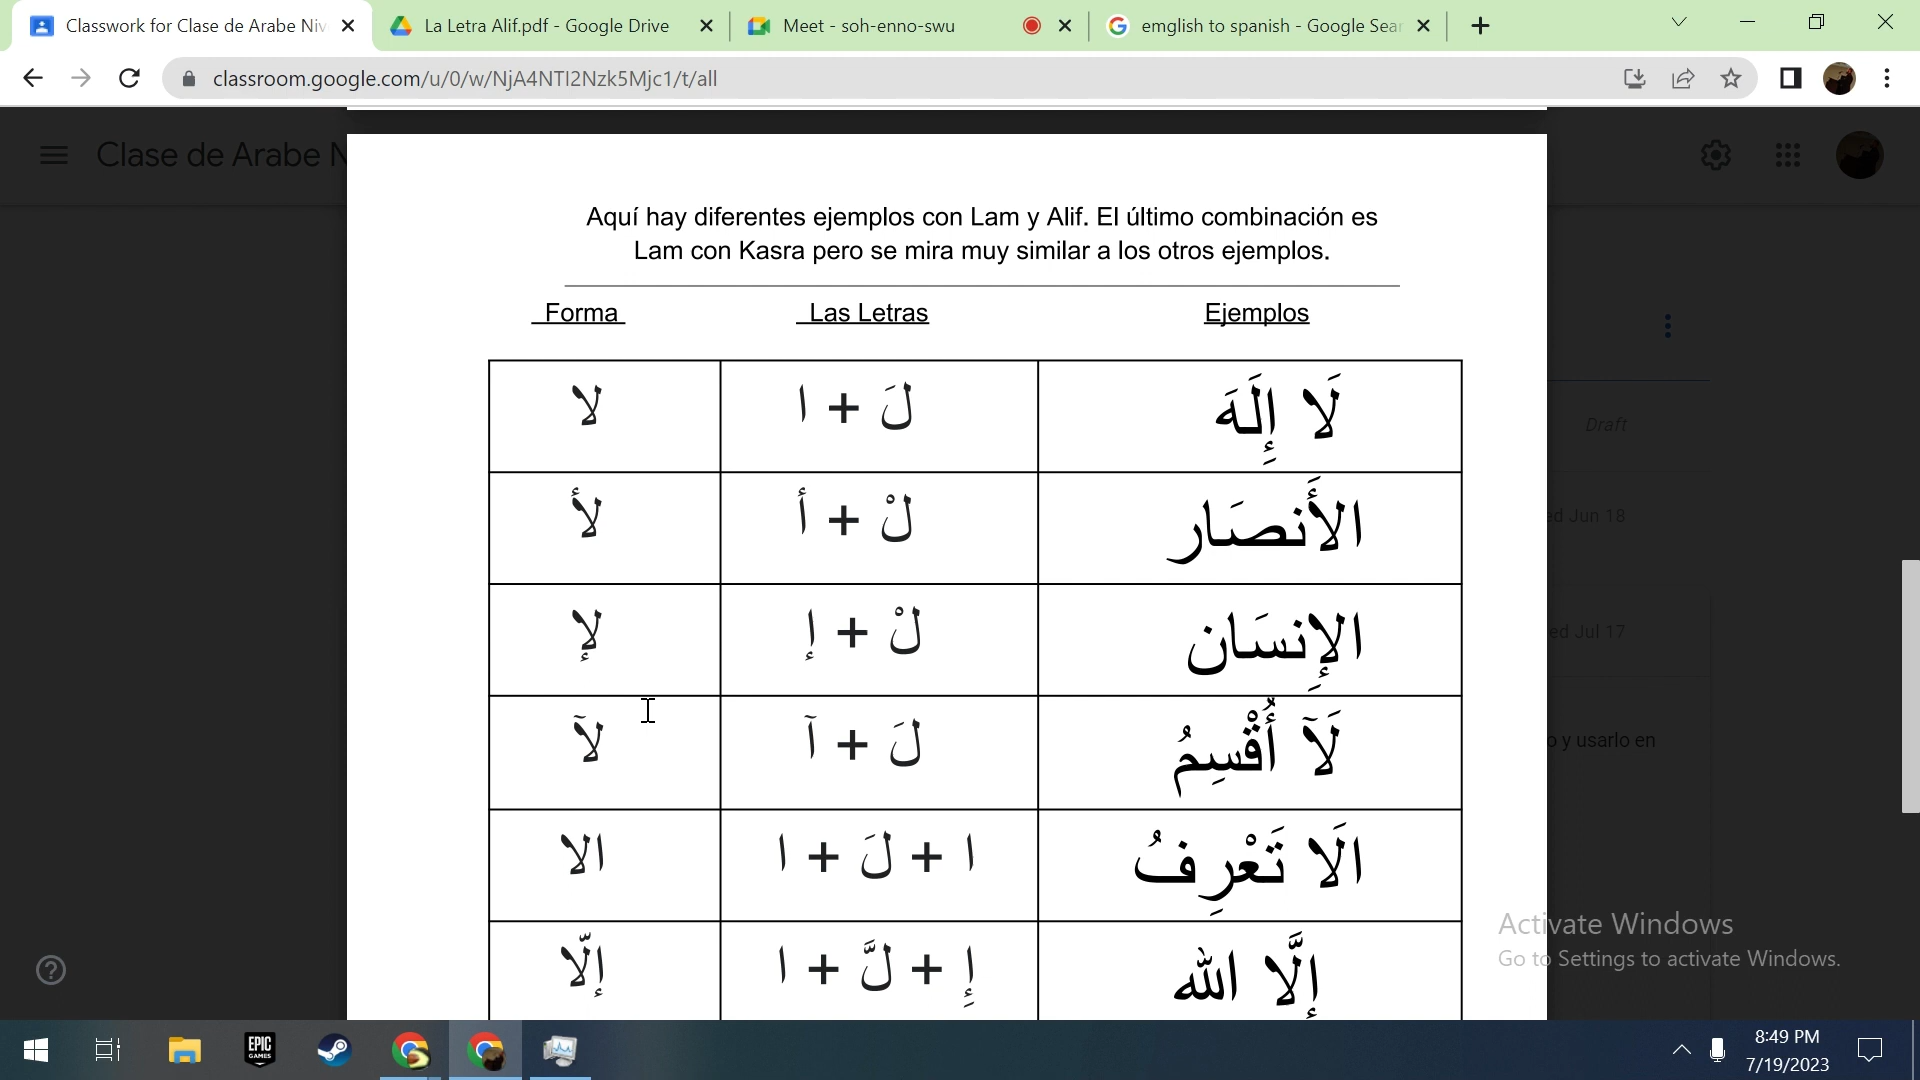 Classwork for Clase de Arabe Niv
La Letra Alif.pdf - Google Drive
Meet - soh-enno-swu
emglish to spanish - Google Sear
classroom.google.com/u/0/w/NjA4NTI2Nzk5Mjc1/t/all
Clase de Arabe N
Aquí hay diferentes ejemplos con Lam y Alif. El último combinación es
Lam con Kasra pero se mira muy similar a los otros ejemplos.
Forma Las Letras Ejemplos
لا ا + لَ لَا إِلَهَ
لأ أ + لْ الأَنصَار
لإ إ + لْ الإِنسَان
لآ آ + لَ لَآ أُقْسِمُ
الا ا + لَ + ا الَا تَعْرِفُ
إلّا ا + لَّ + إِ إِلَّا الله
Draft
ed Jun 18
ed Jul 17
o y usarlo en
Activate Windows
Go to Settings to activate Windows.
EPIC
GAMES
8:49 PM
7/19/2023